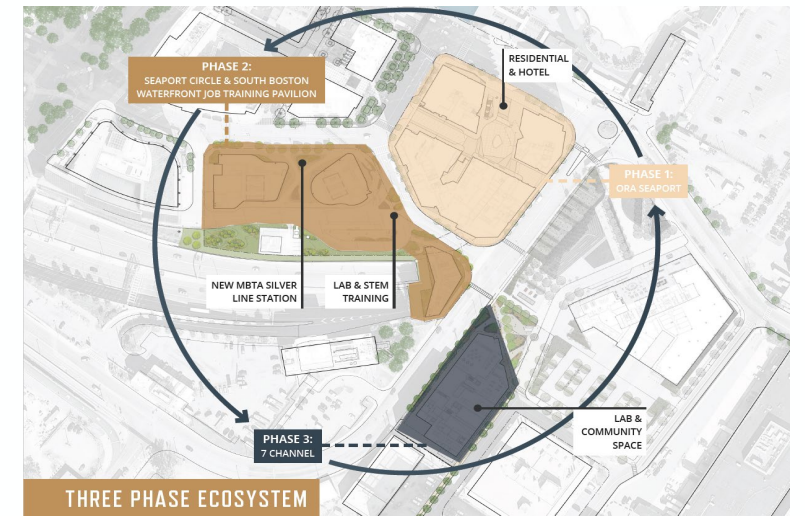 PHASE 2:
SEAPORT CIRCLE & SOUTH BOSTON
WATERFRONT JOB TRAINING PAVILION
RESIDENTIAL
& HOTEL
PHASE 1:
ORA SEAPORT
NEW MBTA SILVER
LINE STATION
LAB & STEM
TRAINING
PHASE 3:
7 CHANNEL
LAB &
COMMUNITY
SPACE
THREE PHASE ECOSYSTEM